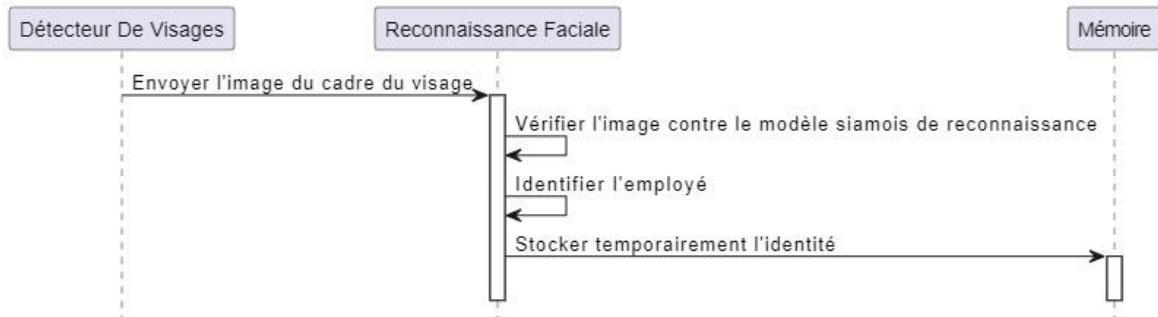 Détecteur De Visages
Reconnaissance Faciale
Mémoire
Envoyer l'image du cadre du visage
Vérifier l'image contre le modèle siamois de reconnaissance
Identifier l'employé
Stocker temporairement l'identité